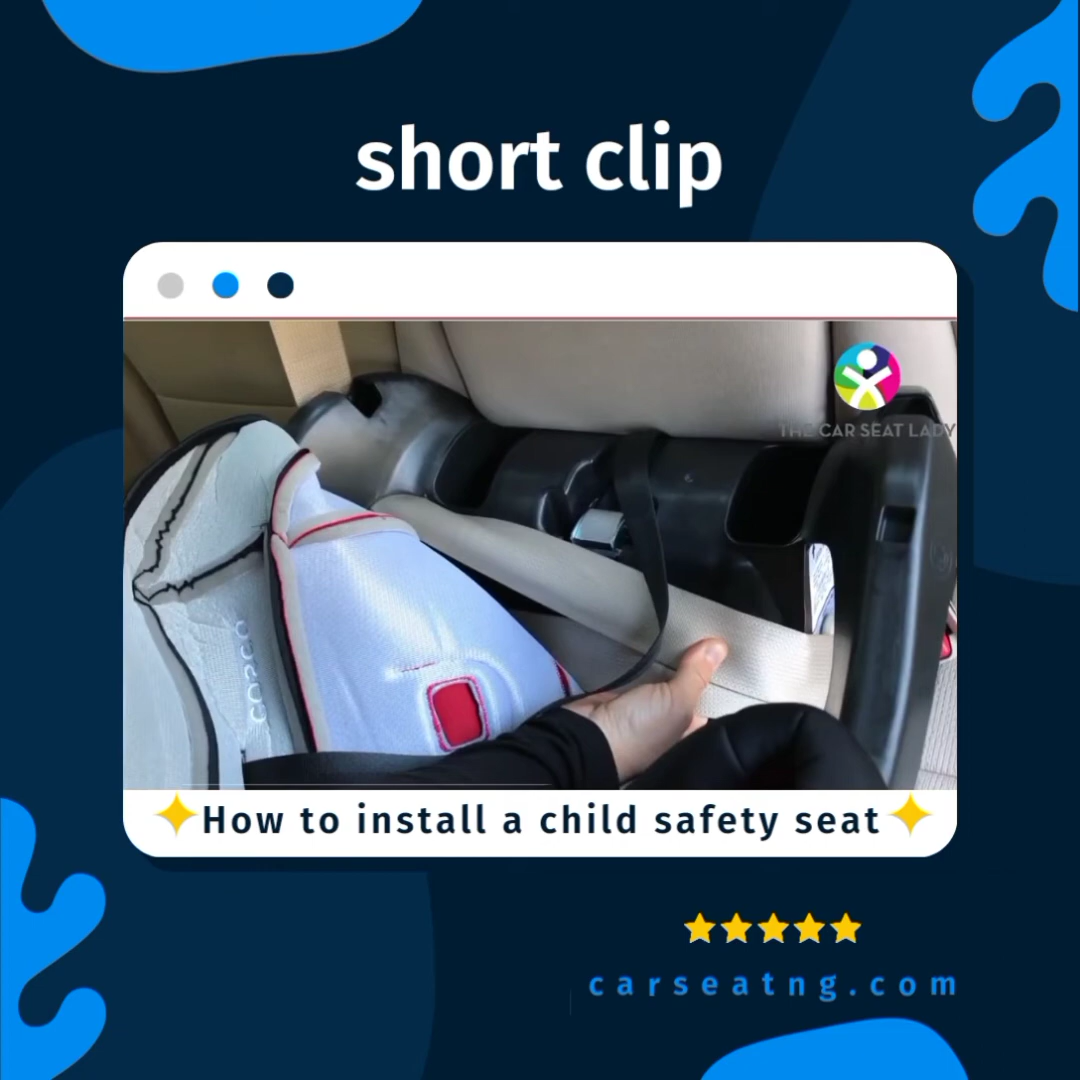 short clip
THE CAR SEAT LADY
cosco
How to install a child safety seat
carseatng.com